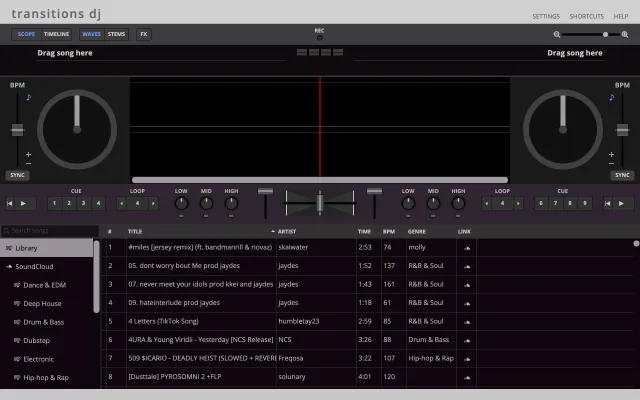 transitions dj
SETTINGS SHORTCUTS HELP
SCOPE TIMELINE WAVES STEMS FX REC
Drag song here Drag song here
BPM BPM
SYNC SYNC
CUE LOOP LOW MID HIGH LOW MID HIGH LOOP CUE
1 2 3 4 4 4 6 7 8 9
Search songs
# TITLE ARTIST TIME BPM GENRE LINK
Library
SoundCloud
Dance & EDM
Deep House
Drum & Bass
Dubstep
Electronic
Hip-hop & Rap
1 #miles [jersey remix] (ft. bandmanrill & riovaz) skaiwater 2:53 74 molly
2 05. dont worry bout Me prod jaydes jaydes 1:52 137 R&B & Soul
3 07. never meet your idols prod kkei and jaydes jaydes 1:43 161 R&B & Soul
4 09. hateinterlude prod jaydes jaydes 1:18 61 R&B & Soul
5 4 Letters (TikTok Song) humbletay23 2:59 85 R&B & Soul
6 4URA & Young Viridii - Yesterday [NCS Release] NCS 3:26 88 Drum & Bass
7 509 $ICARIO - DEADLY HEIST (SLOWED + REVERB Freqosa 3:22 107 Hip-hop & Rap
8 [Dusttale] PYROSOMNI 2 +FLP solunary 4:01 120